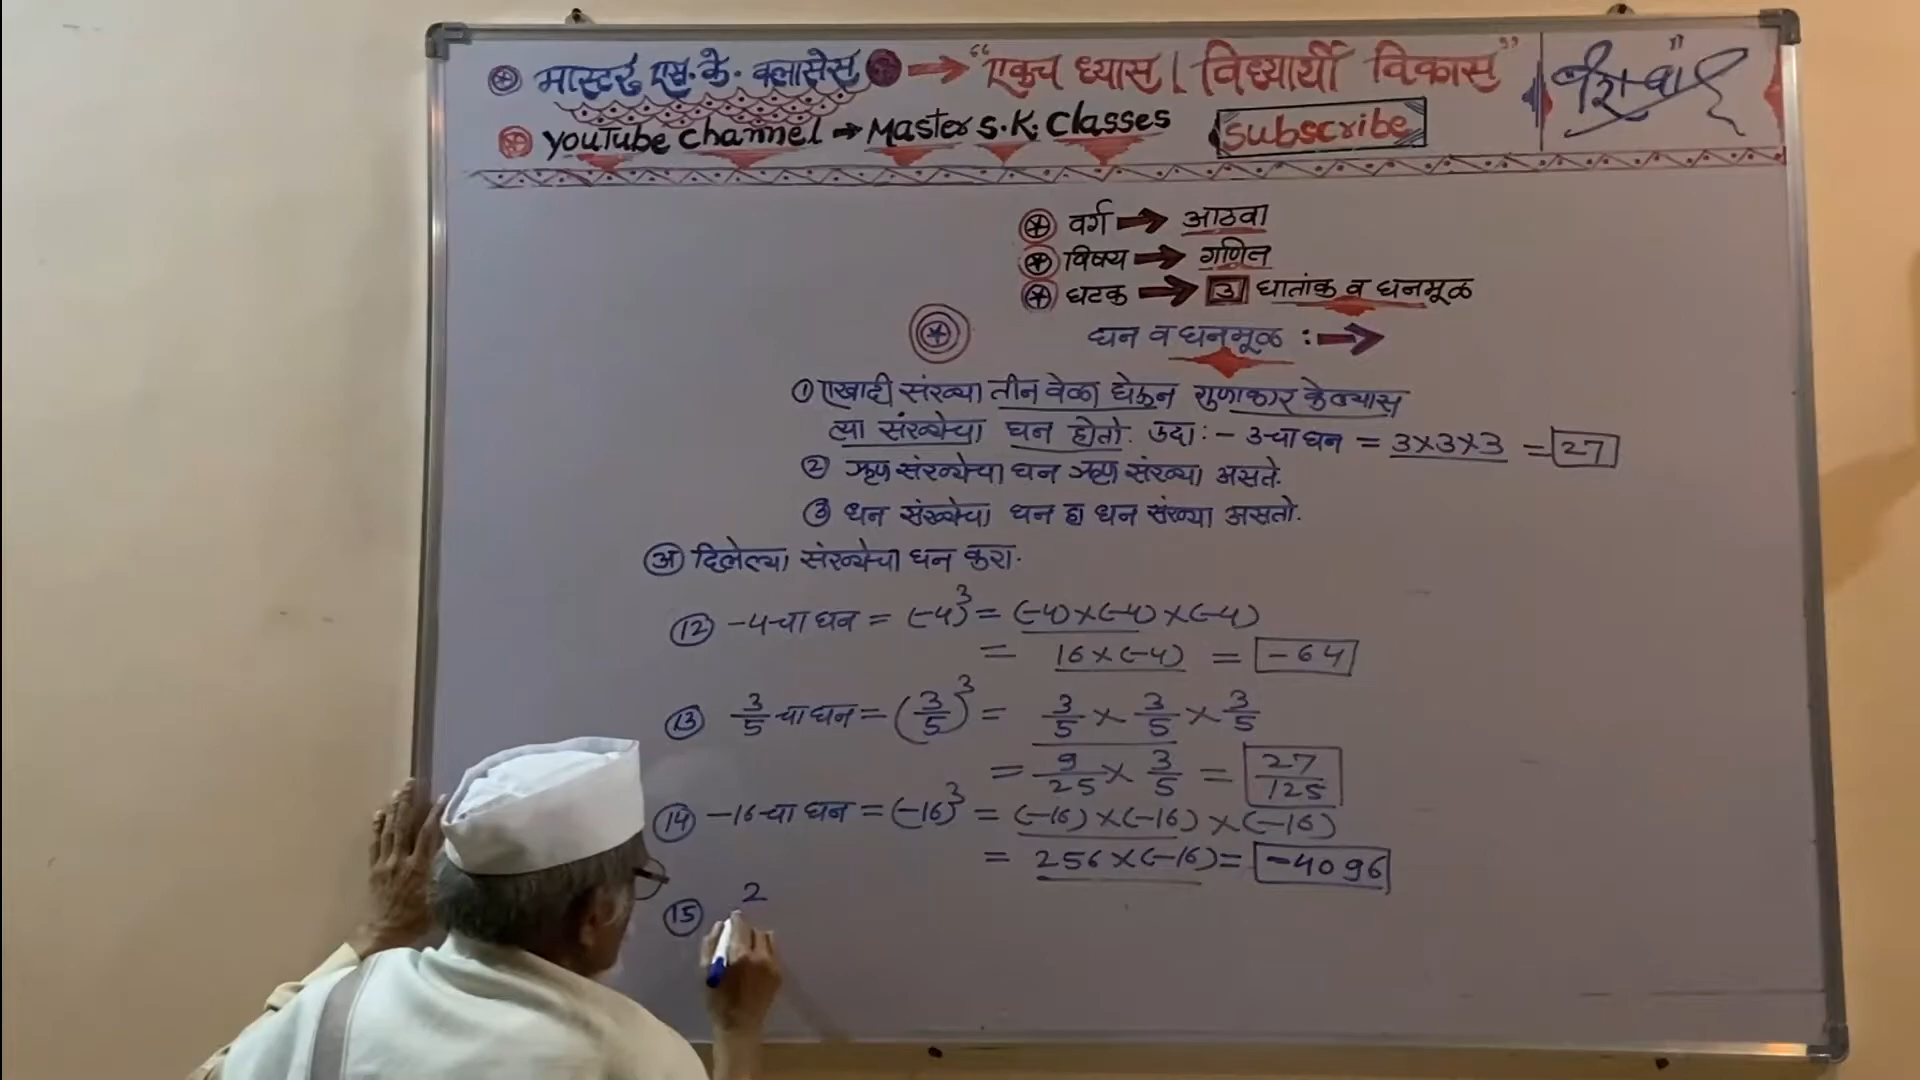 मास्टर एस.के. क्लासेस → "एकच ध्यास। विद्यार्थी विकास"
YouTube Channel → Master S.K. Classes Subscribe
वर्ग → आठवा
विषय → गणित
घटक → 3 घातांक व घनमूळ
घन व घनमूळ :→
① एखादी संख्या तीन वेळा घेऊन गुणाकार केल्यास
त्या संख्येचा घन होतो. उदा:- 3चा घन = 3×3×3 = 27
② ऋण संख्येचा घन ऋण संख्या असते.
③ धन संख्येचा घन हा धन संख्या असतो.
अ दिलेल्या संख्येचा घन करा.
⑫ -4चा घन = (-4)³ = (-4)×(-4)×(-4)
= 16×(-4) = -64
⑬ 3/5 चा घन = (3/5)³ = 3/5 × 3/5 × 3/5
= 9/25 × 3/5 = 27/125
⑭ -16चा घन = (-16)³ = (-16)×(-16)×(-16)
= 256×(-16) = -4096
⑮ 2